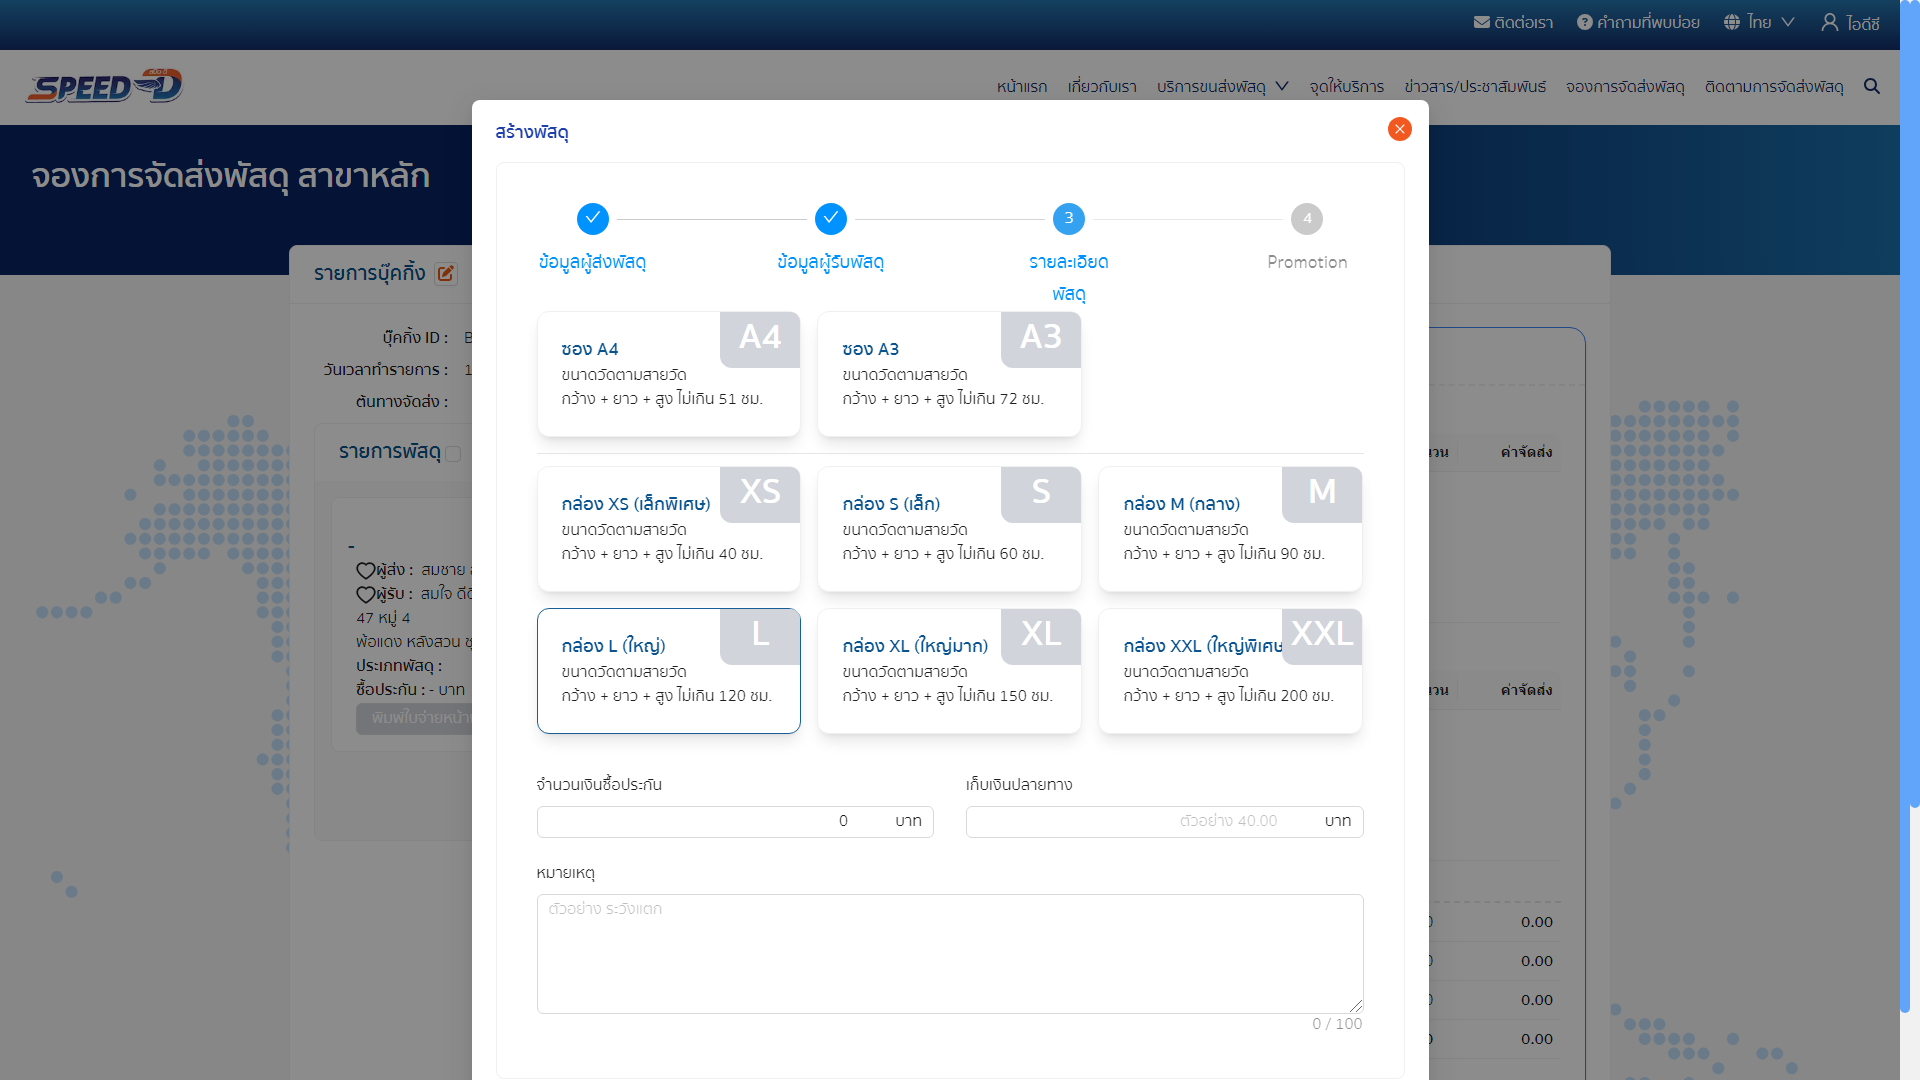 ติดต่อเรา
คำถามที่พบบ่อย
ไทย
ไอดีซี
SPEED-D
หน้าแรก
เกี่ยวกับเรา
บริการขนส่งพัสดุ
จุดให้บริการ
ข่าวสาร/ประชาสัมพันธ์
จองการจัดส่งพัสดุ
ติดตามการจัดส่งพัสดุ
จองการจัดส่งพัสดุ สาขาหลัก
รายการบุ๊คกิ้ง
บุ๊คกิ้ง ID :
วันเวลาทำรายการ : 1
ต้นทางจัดส่ง :
รายการพัสดุ
-
ผู้ส่ง : สมชาย
ผู้รับ : สมใจ
47 หมู่ 4
พ้อแดง หลังสวน
ประเภทพัสดุ :
ซื้อประกัน : - บาท
สร้างพัสดุ
ข้อมูลผู้ส่งพัสดุ
ข้อมูลผู้รับพัสดุ
3
รายละเอียด
พัสดุ
4
Promotion
A4
ซอง A4
ขนาดวัดตามสายวัด
กว้าง + ยาว + สูง ไม่เกิน 51 ซม.
A3
ซอง A3
ขนาดวัดตามสายวัด
กว้าง + ยาว + สูง ไม่เกิน 72 ซม.
XS
กล่อง XS (เล็กพิเศษ)
ขนาดวัดตามสายวัด
กว้าง + ยาว + สูง ไม่เกิน 40 ซม.
S
กล่อง S (เล็ก)
ขนาดวัดตามสายวัด
กว้าง + ยาว + สูง ไม่เกิน 60 ซม.
M
กล่อง M (กลาง)
ขนาดวัดตามสายวัด
กว้าง + ยาว + สูง ไม่เกิน 90 ซม.
L
กล่อง L (ใหญ่)
ขนาดวัดตามสายวัด
กว้าง + ยาว + สูง ไม่เกิน 120 ซม.
XL
กล่อง XL (ใหญ่มาก)
ขนาดวัดตามสายวัด
กว้าง + ยาว + สูง ไม่เกิน 150 ซม.
XXL
กล่อง XXL (ใหญ่พิเศษ
ขนาดวัดตามสายวัด
กว้าง + ยาว + สูง ไม่เกิน 200 ซม.
จำนวนเงินซื้อประกัน
0 บาท
เก็บเงินปลายทาง
ตัวอย่าง 40.00 บาท
หมายเหตุ
ตัวอย่าง ระวังแตก
0 / 100
ค่าจัดส่ง
ค่าจัดส่ง
0.00
0.00
0.00
0.00